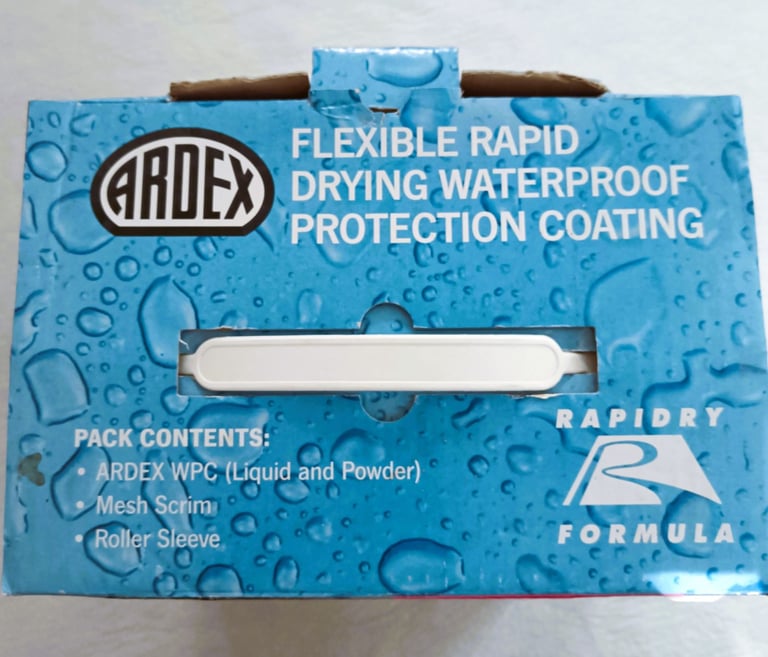 ARDEX
FLEXIBLE RAPID
DRYING WATERPROOF
PROTECTION COATING
PACK CONTENTS:
• ARDEX WPC (Liquid and Powder)
• Mesh Scrim
• Roller Sleeve
RAPIDRY
R
FORMULA